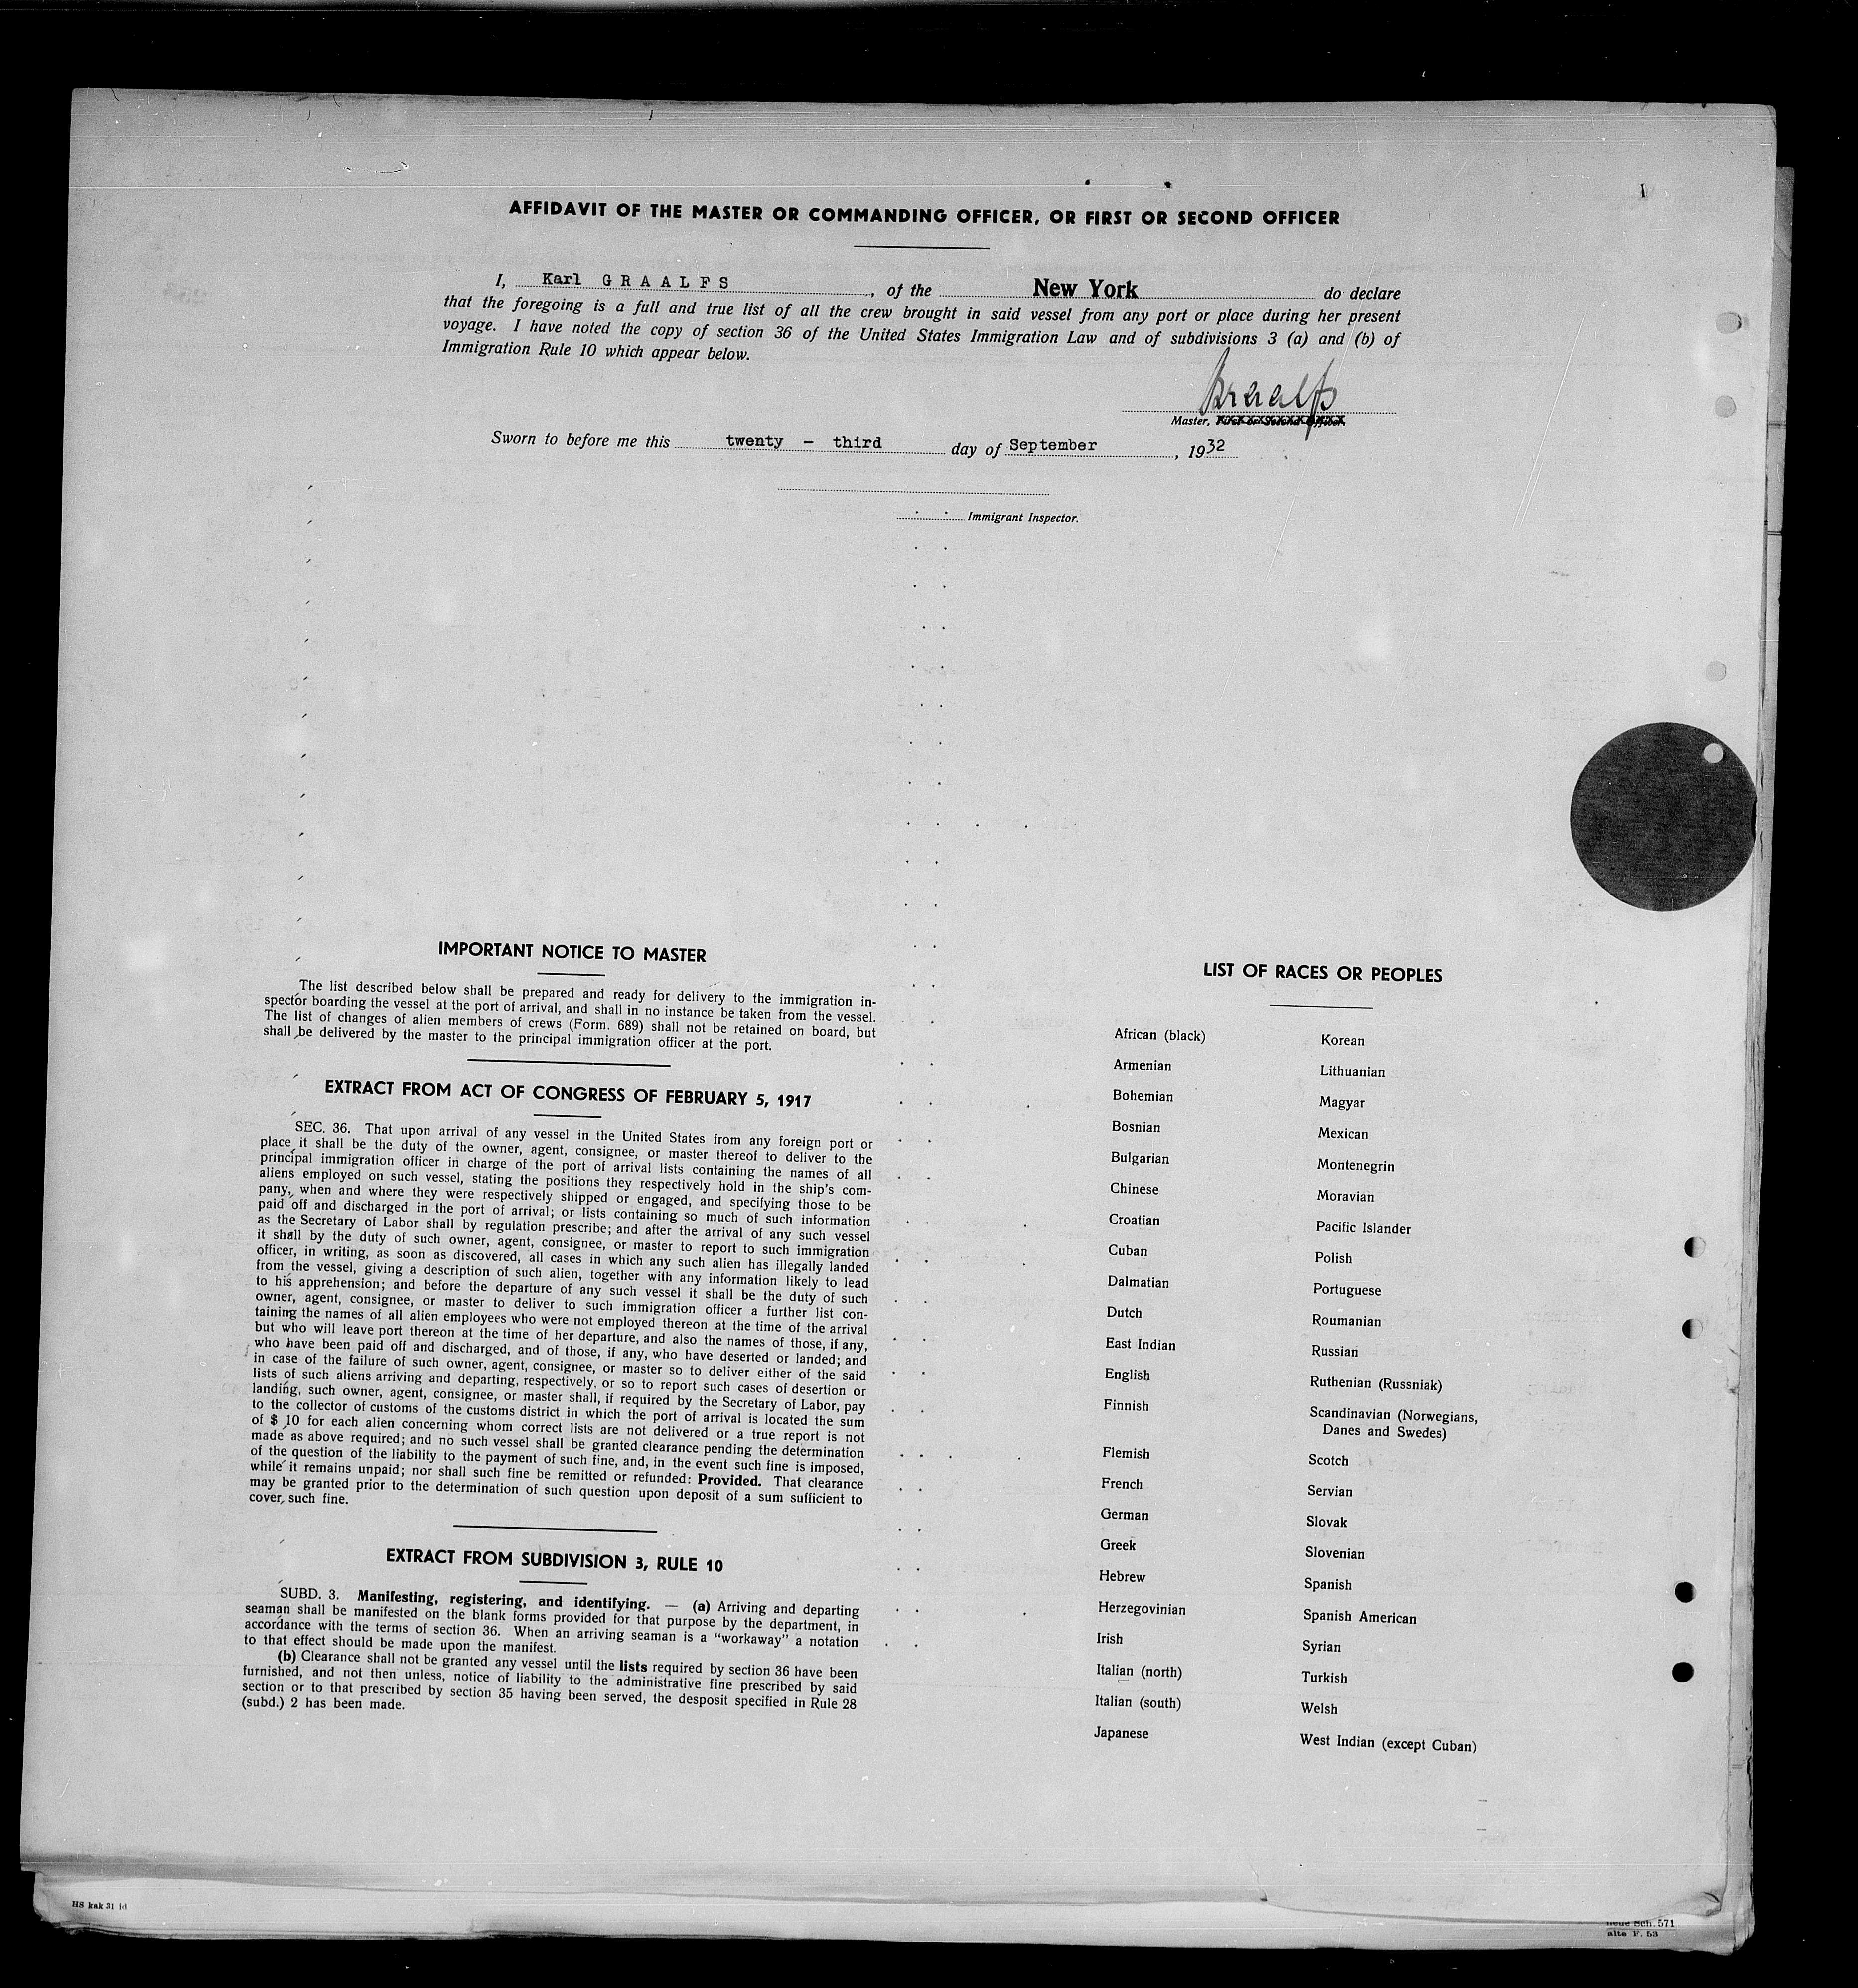 AFFIDAVIT OF THE MASTER OR COMMANDING OFFICER, OR FIRST OR SECOND OFFICER
I, Karl GRAALFS, of the New York do declare
that the foregoing is a full and true list of all the crew brought in said vessel from any port or place during her present
voyage. I have noted the copy of section 36 of the United States Immigration Law and of subdivisions 3 (a) and (b) of
Immigration Rule 10 which appear below.
Graalfs
Master, First or Second Officer.
Sworn to before me this twenty - third day of September, 1932
Immigrant Inspector.
IMPORTANT NOTICE TO MASTER
The list described below shall be prepared and ready for delivery to the immigration in-
spector boarding the vessel at the port of arrival, and shall in no instance be taken from the vessel.
The list of changes of alien members of crews (Form. 689) shall not be retained on board, but
shall be delivered by the master to the principal immigration officer at the port.
EXTRACT FROM ACT OF CONGRESS OF FEBRUARY 5, 1917
SEC. 36. That upon arrival of any vessel in the United States from any foreign port or
place it shall be the duty of the owner, agent, consignee, or master thereof to deliver to the
principal immigration officer in charge of the port of arrival lists containing the names of all
aliens employed on such vessel, stating the positions they respectively hold in the ship's com-
pany, when and where they were respectively shipped or engaged, and specifying those to be
paid off and discharged in the port of arrival; or lists containing so much of such information
as the Secretary of Labor shall by regulation prescribe; and after the arrival of any such vessel
it shall by the duty of such owner, agent, consignee, or master to report to such immigration
officer, in writing, as soon as discovered, all cases in which any such alien has illegally landed
from the vessel, giving a description of such alien, together with any information likely to lead
to his apprehension; and before the departure of any such vessel it shall be the duty of such
owner, agent, consignee, or master to deliver to such immigration officer a further list con-
taining the names of all alien employees who were not employed thereon at the time of the arrival
but who will leave port thereon at the time of her departure, and also the names of those, if any,
who have been paid off and discharged, and of those, if any, who have deserted or landed; and
in case of the failure of such owner, agent, consignee, or master so to deliver either of the said
lists of such aliens arriving and departing, respectively, or so to report such cases of desertion or
landing, such owner, agent, consignee, or master shall, if required by the Secretary of Labor, pay
to the collector of customs of the customs district in which the port of arrival is located the sum
of $ 10 for each alien concerning whom correct lists are not delivered or a true report is not
made as above required; and no such vessel shall be granted clearance pending the determination
of the question of the liability to the payment of such fine, and, in the event such fine is imposed,
while it remains unpaid; nor shall such fine be remitted or refunded: Provided. That clearance
may be granted prior to the determination of such question upon deposit of a sum sufficient to
cover such fine.
EXTRACT FROM SUBDIVISION 3, RULE 10
SUBD. 3. Manifesting, registering, and identifying. — (a) Arriving and departing
seaman shall be manifested on the blank forms provided for that purpose by the department, in
accordance with the terms of section 36. When an arriving seaman is a "workaway" a notation
to that effect should be made upon the manifest.
(b) Clearance shall not be granted any vessel until the lists required by section 36 have been
furnished, and not then unless, notice of liability to the administrative fine prescribed by said
section or to that prescribed by section 35 having been served, the desposit specified in Rule 28
(subd.) 2 has been made.
LIST OF RACES OR PEOPLES
African (black)
Armenian
Bohemian
Bosnian
Bulgarian
Chinese
Croatian
Cuban
Dalmatian
Dutch
East Indian
English
Finnish
Flemish
French
German
Greek
Hebrew
Herzegovinian
Irish
Italian (north)
Italian (south)
Japanese
Korean
Lithuanian
Magyar
Mexican
Montenegrin
Moravian
Pacific Islander
Polish
Portuguese
Roumanian
Russian
Ruthenian (Russniak)
Scandinavian (Norwegians,
Danes and Swedes)
Scotch
Servian
Slovak
Slovenian
Spanish
Spanish American
Syrian
Turkish
Welsh
West Indian (except Cuban)
HS kak 31 fd
neue Sch. 571
alte F. 53